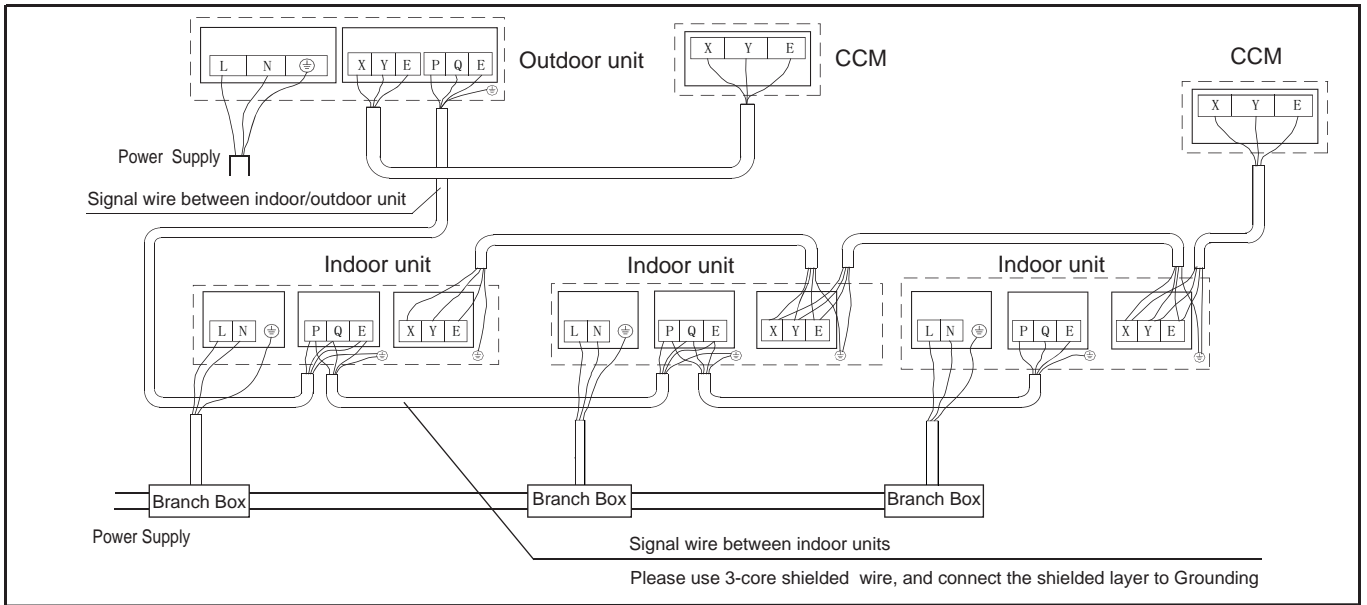 L N X Y E P Q E
Outdoor unit
X Y E
CCM
CCM
X Y E
Power Supply
Signal wire between indoor/outdoor unit
Indoor unit
Indoor unit
Indoor unit
L N P Q E X Y E
L N P Q E X Y E
L N P Q E X Y E
Branch Box
Branch Box
Branch Box
Power Supply
Signal wire between indoor units
Please use 3-core shielded wire, and connect the shielded layer to Grounding